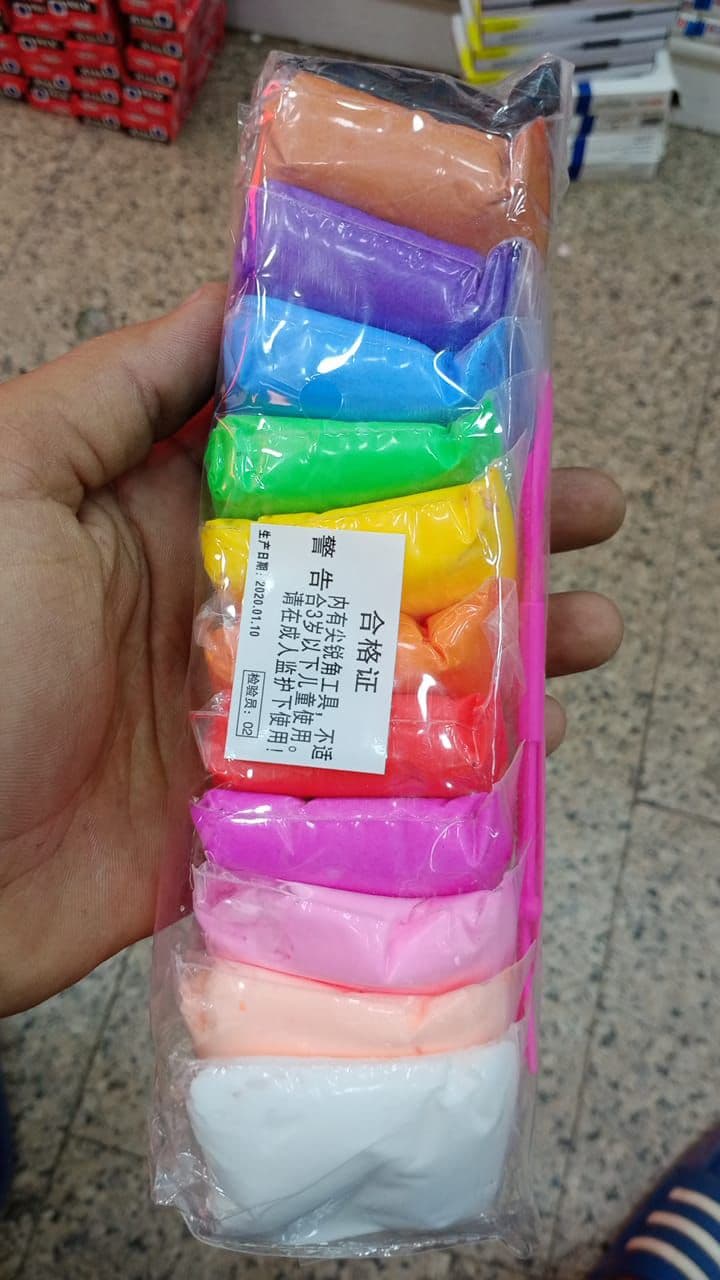 合格证
警 告
内有尖锐角工具，不适
合3岁以下儿童使用。
请在成人监护下使用！
生产日期：2020.01.10
检验员：02